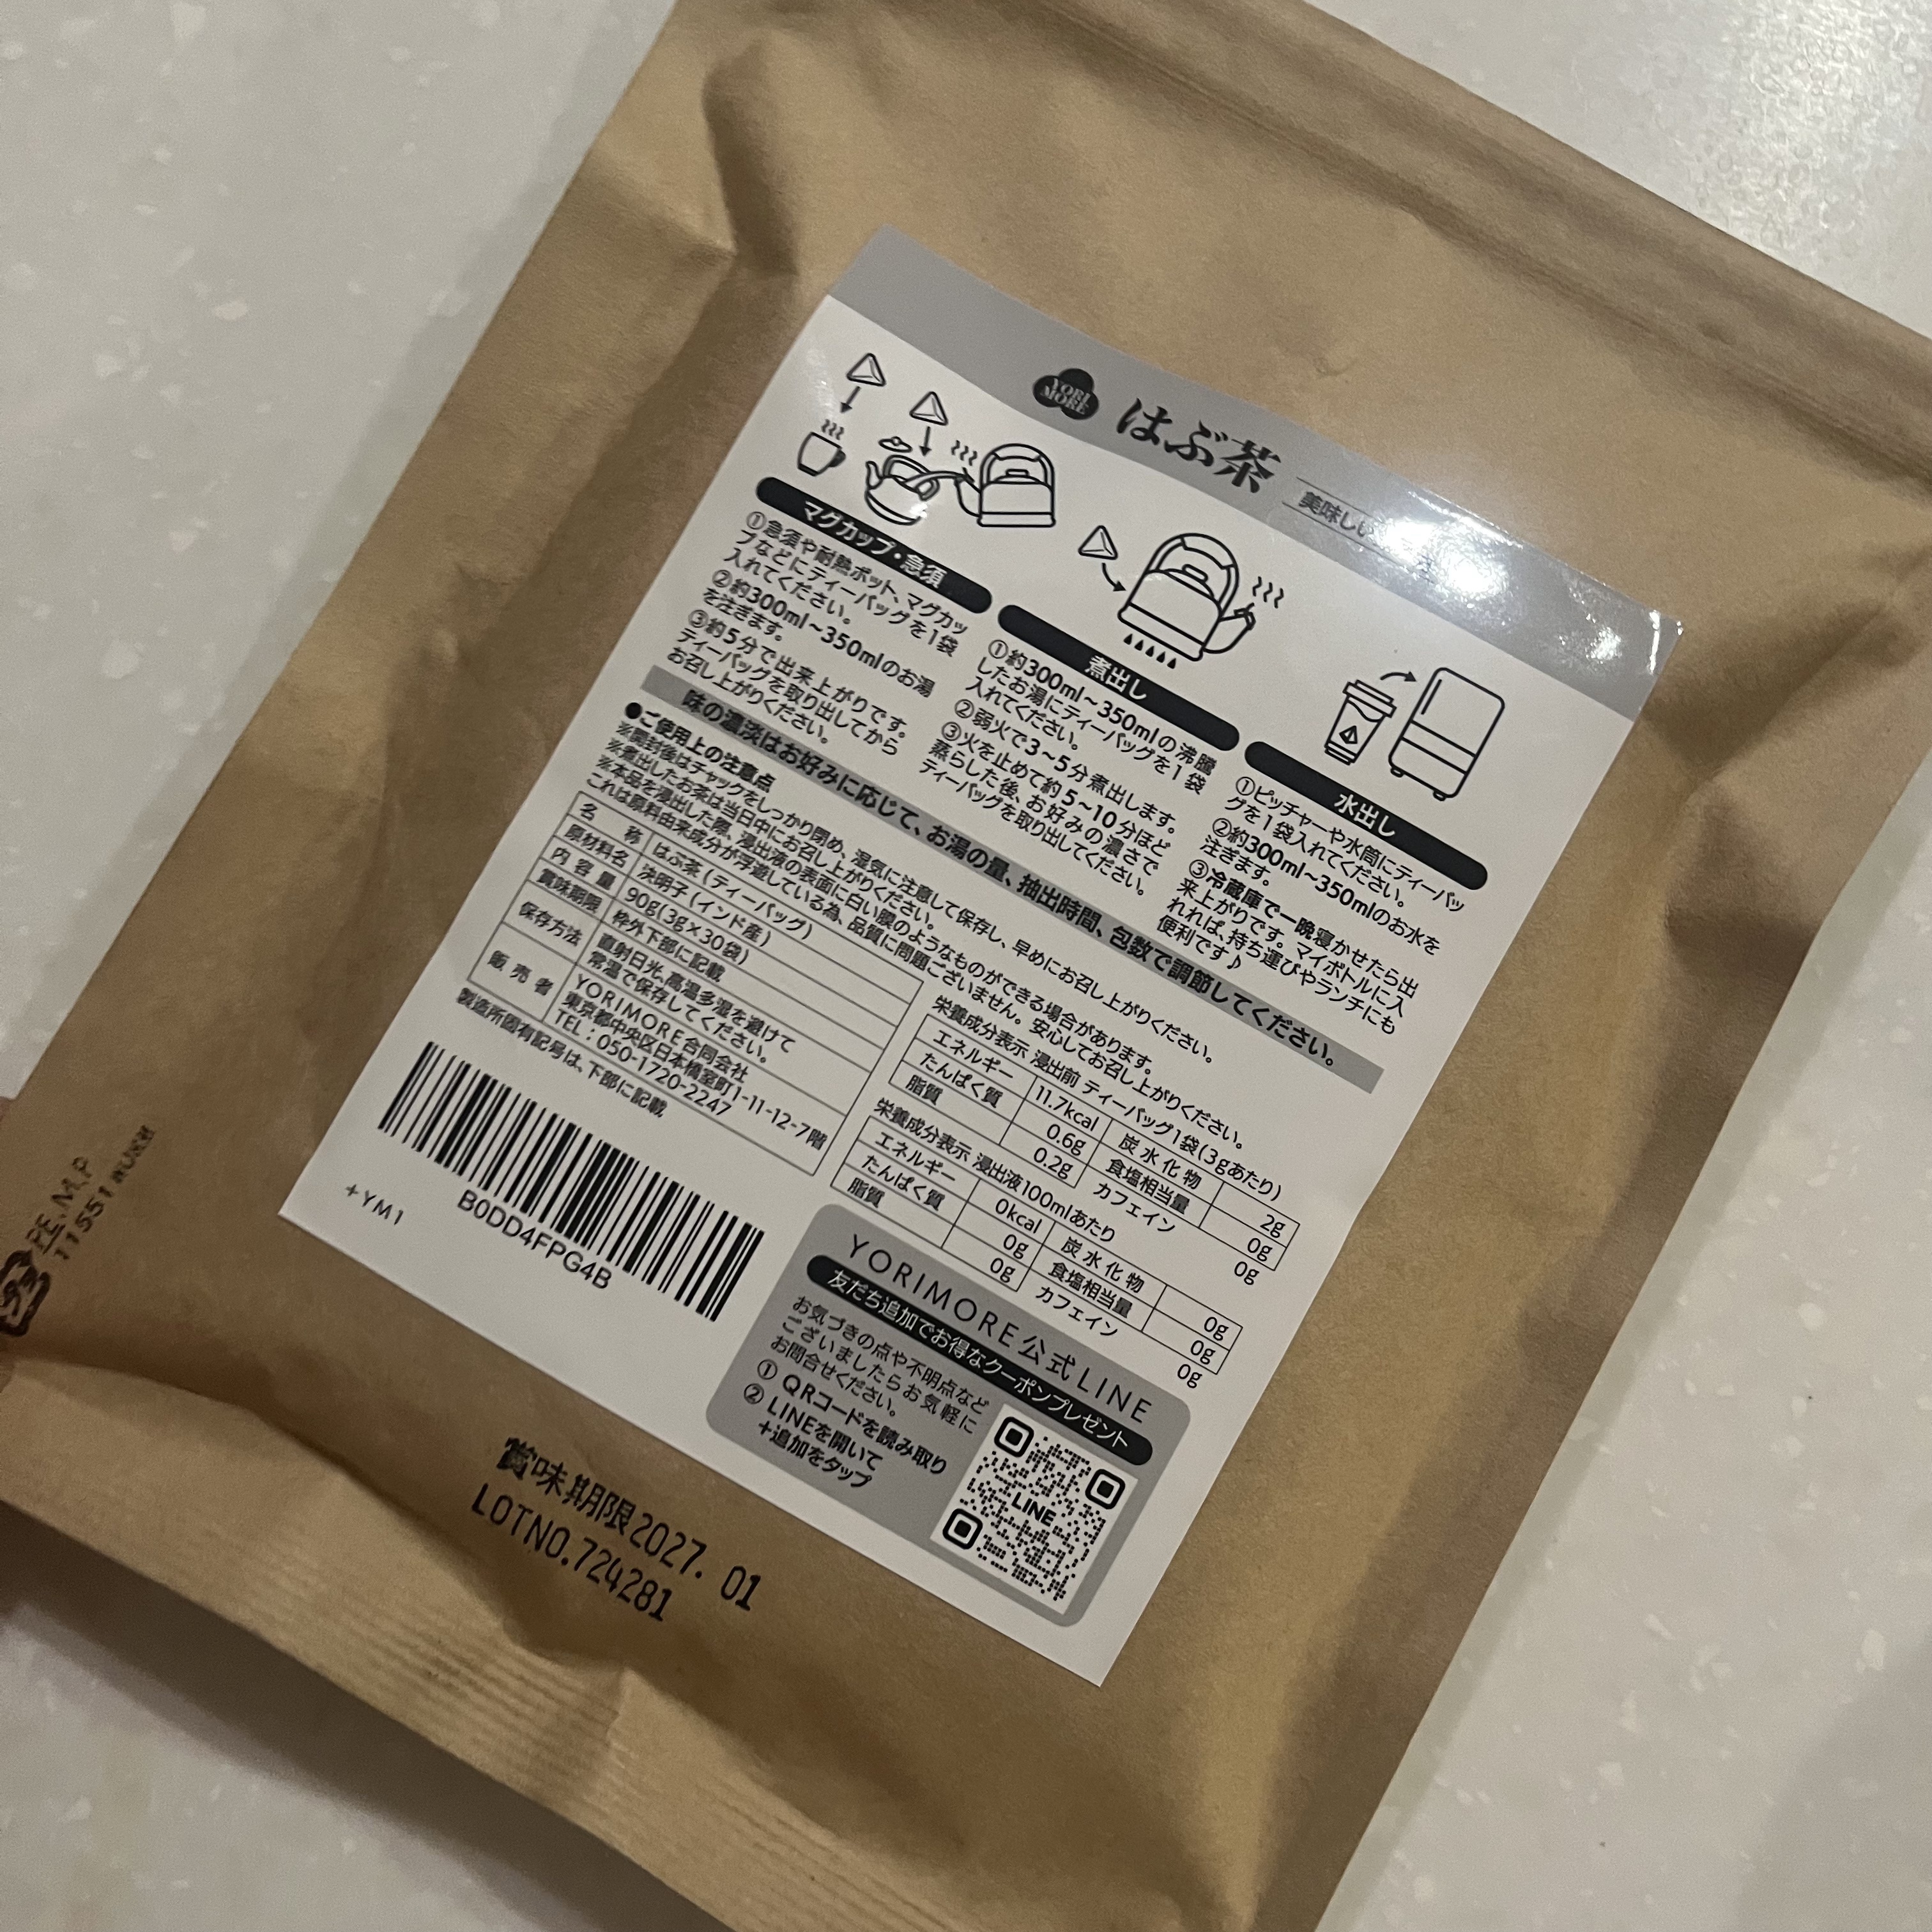 YORI
MORE
はぶ茶
美味しい
マグカップ・急須
①急須や耐熱ポット、マグカッ
プなどにティーバッグを1袋
入れてください。
②約300ml~350mlのお湯
を注ぎます。
③約5分で出来上がりです。
ティーバッグを取り出してから
お召し上がりください。
煮出し
①約300ml~350mlの沸騰
したお湯にティーバッグを1袋
入れてください。
②弱火で3~5分煮出します。
③火を止めて約5~10分ほど
蒸らした後、お好みの濃さで
ティーバッグを取り出してください。
水出し
①ピッチャーや水筒にティーバッ
グを1袋入れてください。
②約300ml~350mlのお水を
注ぎます。
③冷蔵庫で一晩寝かせたら出
来上がりです。マイボトルに入
れれば、持ち運びやランチにも
便利です♪
味の濃淡はお好みに応じて、お湯の量、抽出時間、包数で調節してください。
●ご使用上の注意点
※開封後はチャックをしっかり閉め、湿気に注意して保存し、早めにお召し上がりください。
※煮出したお茶は当日中にお召し上がりください。
※本品を浸出した際、浸出液の表面に白い膜のようなものができる場合があります。
これは原料由来成分が浮遊している為、品質に問題ございません。安心してお召し上がりください。
名称 はぶ茶(ティーバッグ)
原材料名 決明子(インド産)
内容量 90g(3g×30袋)
賞味期限 枠外下部に記載
保存方法 直射日光、高温多湿を避けて
常温で保存してください。
販売者 YORIMORE合同会社
東京都中央区日本橋室町1-11-12-7階
TEL:050-1720-2247
製造所固有記号は、下部に記載
栄養成分表示 浸出前 ティーバッグ1袋(3gあたり)
エネルギー 11.7kcal 炭水化物 2g
たんぱく質 0.6g 食塩相当量 0g
脂質 0.2g カフェイン 0g
栄養成分表示 浸出液100mlあたり
エネルギー 0kcal 炭水化物 0g
たんぱく質 0g 食塩相当量 0g
脂質 0g カフェイン 0g
B0DD4FPG4B
+YM1
YORIMORE公式LINE
友だち追加でお得なクーポンプレゼント
お気づきの点や不明点など
ございましたらお気軽に
お問合せください。
① QRコードを読み取り
② LINEを開いて
+追加をタップ
LINE
賞味期限2027.01
LOTNO.724281
PE,M,P
11551